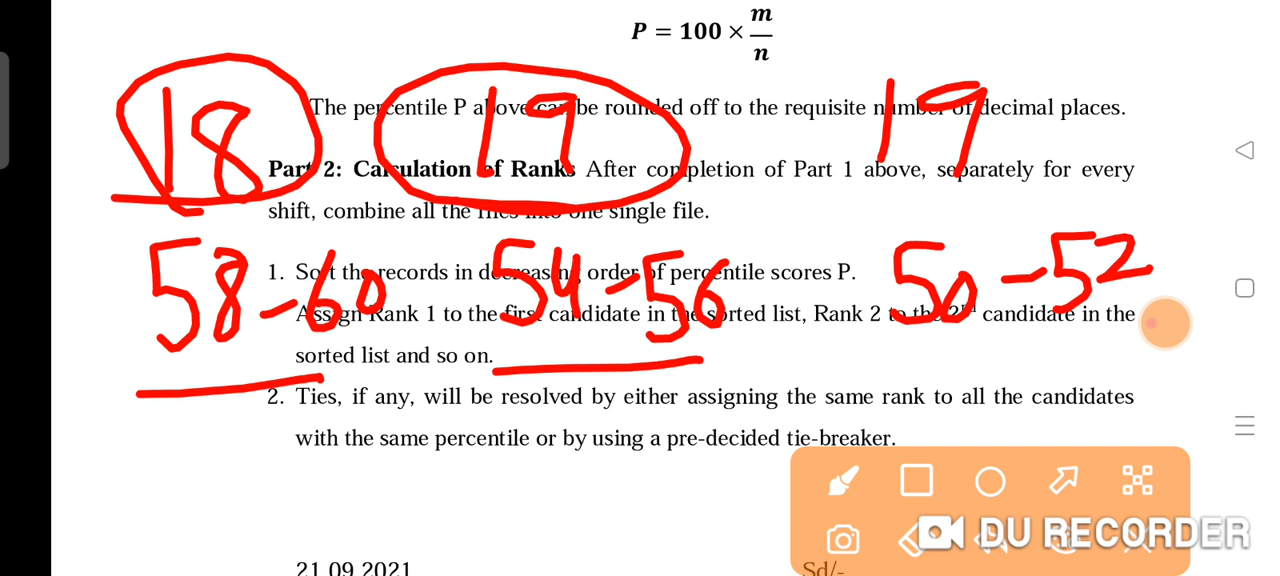 P = 100 × m/n
18 19 19
The percentile P above can be rounded off to the requisite number of decimal places.
Part 2: Calculation of Ranks After completion of Part 1 above, separately for every
shift, combine all the files into one single file.
58-60 54-56 50-52
1. Sort the records in decreasing order of percentile scores P.
Assign Rank 1 to the first candidate in the sorted list, Rank 2 to the 2nd candidate in the
sorted list and so on.
2. Ties, if any, will be resolved by either assigning the same rank to all the candidates
with the same percentile or by using a pre-decided tie-breaker.
DU RECORDER
21.09.2021 Sd/-